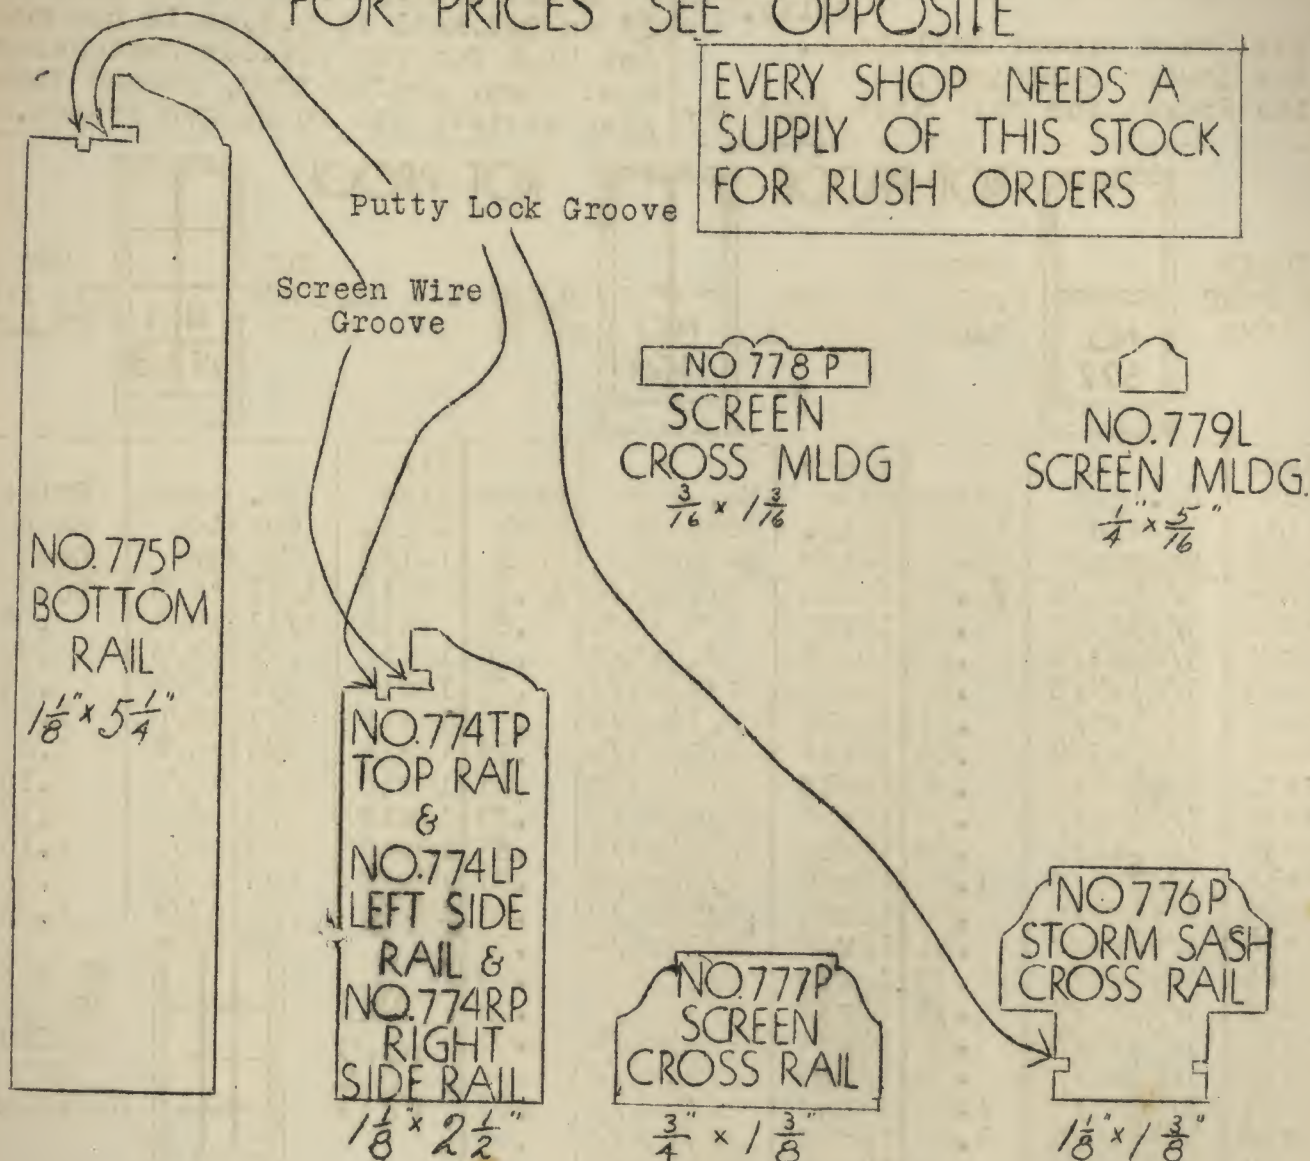 FOR PRICES SEE OPPOSITE
EVERY SHOP NEEDS A
SUPPLY OF THIS STOCK
FOR RUSH ORDERS
Putty Lock Groove
Screen Wire
Groove
NO 778 P
SCREEN
CROSS MLDG
3/16 x 1 3/16
NO.779L
SCREEN MLDG.
1/4" x 5/16"
NO.775P
BOTTOM
RAIL
1 1/8" x 5 1/4"
NO.774TP
TOP RAIL
&
NO.774LP
LEFT SIDE
RAIL &
NO.774RP
RIGHT
SIDE RAIL
1 1/8" x 2 1/2"
NO.777P
SCREEN
CROSS RAIL
3/4" x 1 3/8"
NO 776P
STORM SASH
CROSS RAIL
1 1/8" x 1 3/8"